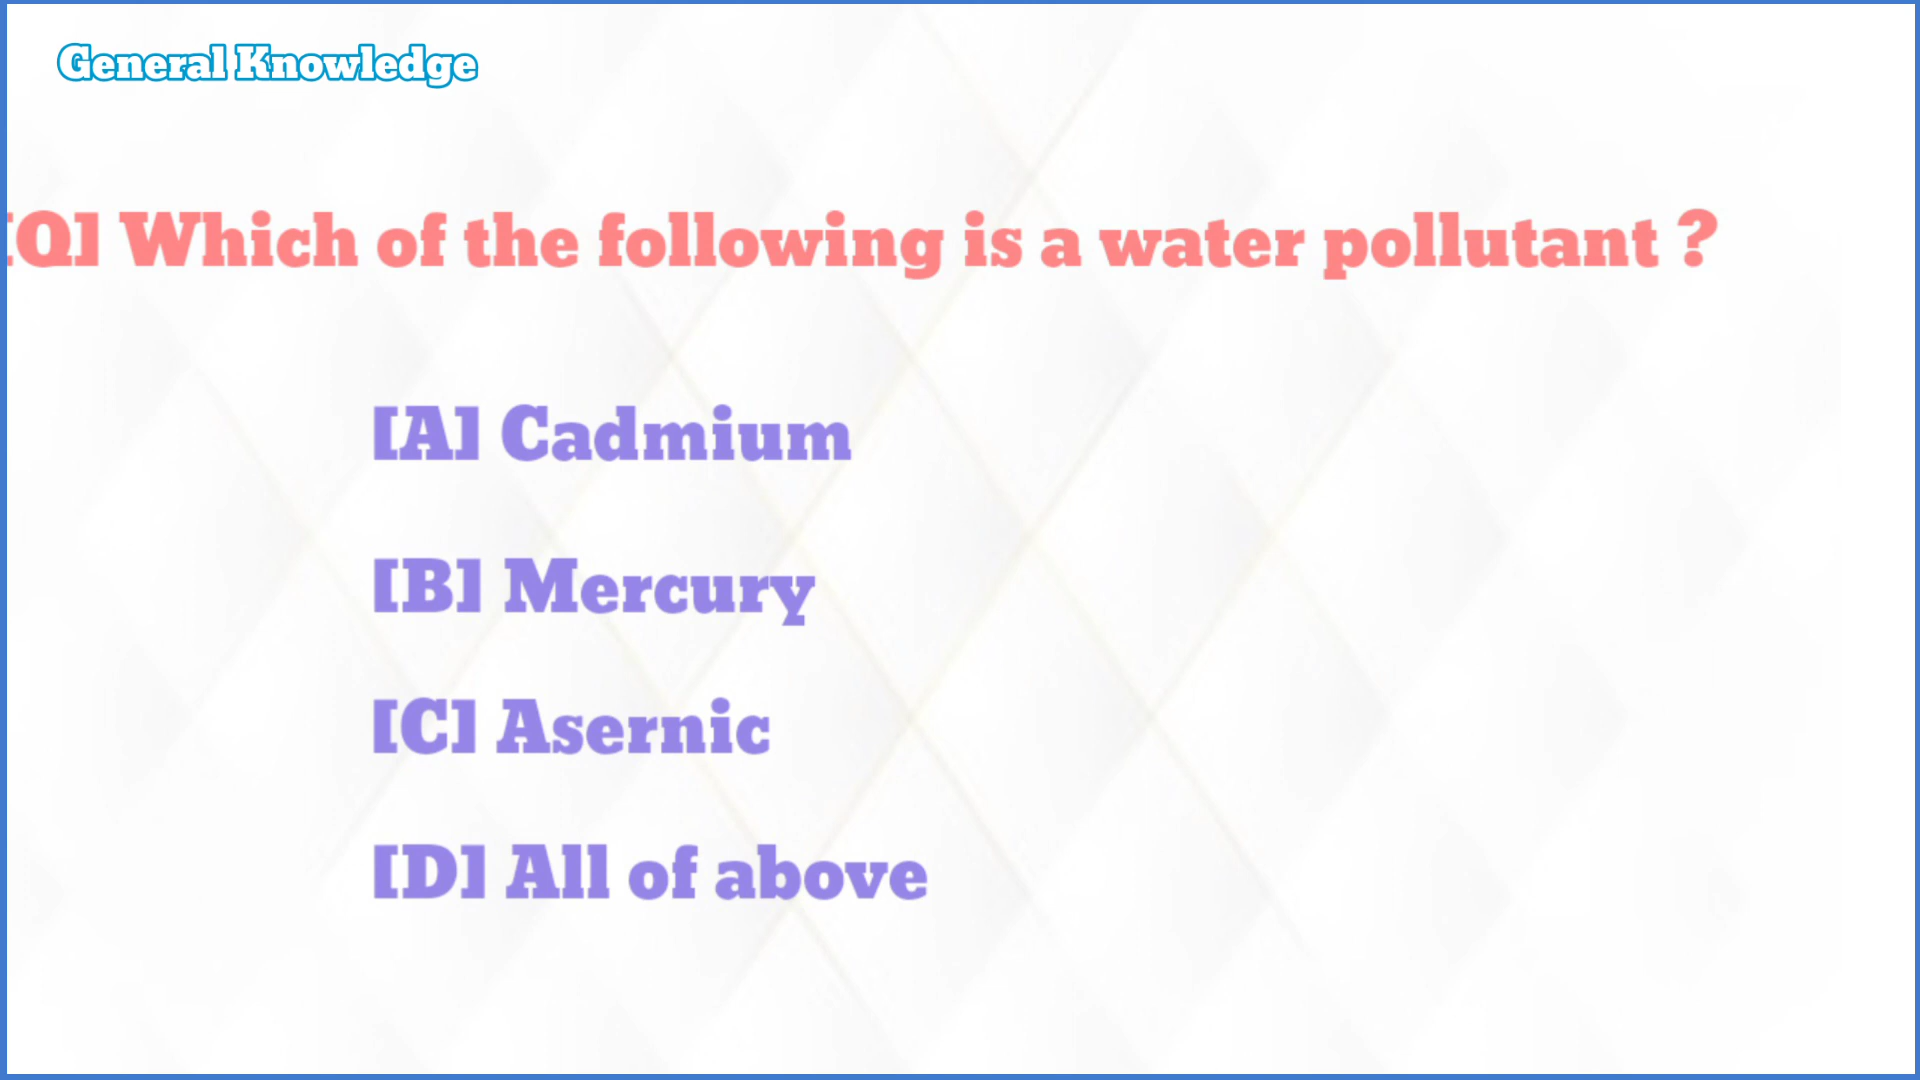 General Knowledge
[Q] Which of the following is a water pollutant ?
[A] Cadmium
[B] Mercury
[C] Asernic
[D] All of above